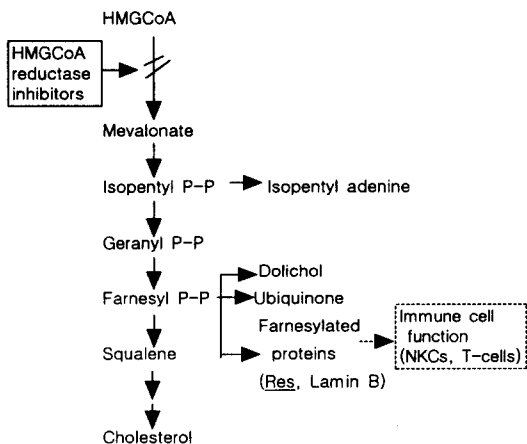 HMGCoA
HMGCoA
reductase
inhibitors
Mevalonate
Isopentyl P-P
Isopentyl adenine
Geranyl P-P
Dolichol
Farnesyl P-P
Ubiquinone
Farnesylated
proteins
(Res, Lamin B)
Immune cell
function
(NKCs, T-cells)
Squalene
Cholesterol